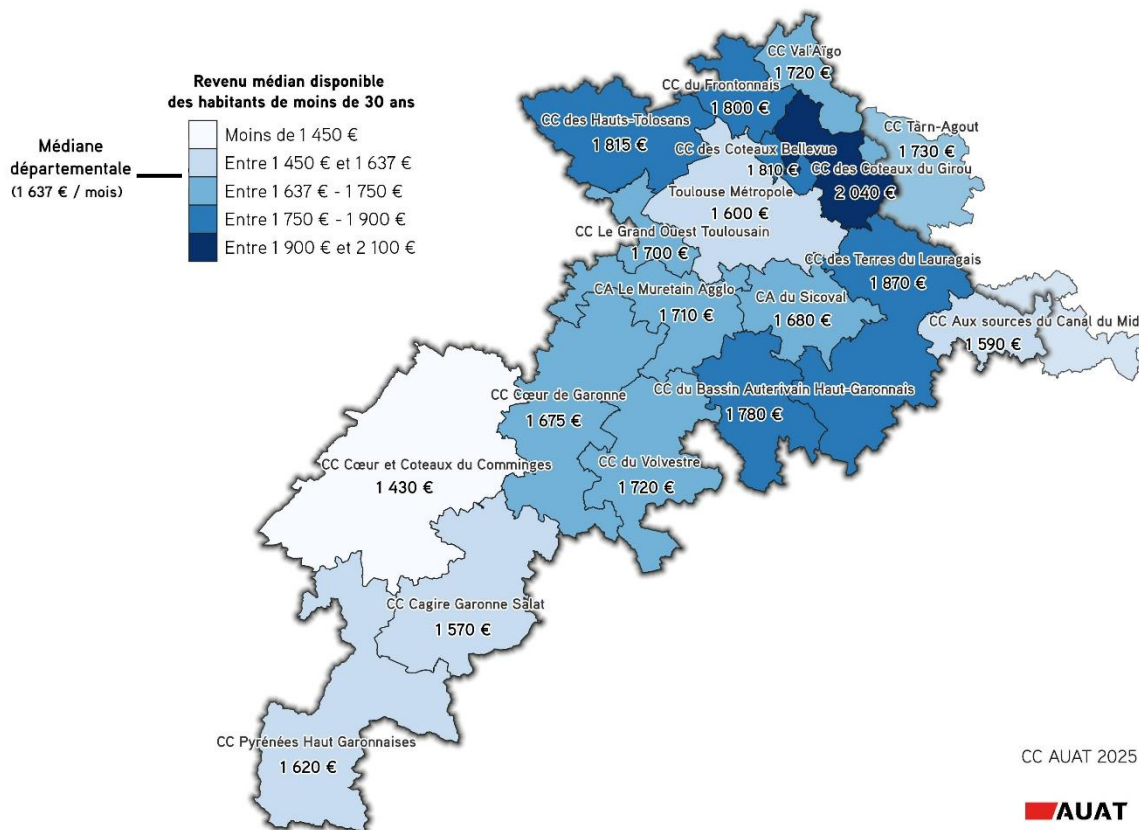 Revenu médian disponible
des habitants de moins de 30 ans
Médiane
départementale
(1 637 € / mois)
Moins de 1 450 €
Entre 1 450 € et 1 637 €
Entre 1 637 € - 1 750 €
Entre 1 750 € - 1 900 €
Entre 1 900 € et 2 100 €
CC Val'Aïgo
1 720 €
CC du Frontonnais
1 800 €
CC des Hauts-Tolosans
1 815 €
CC Tarn-Agout
1 730 €
CC des Coteaux Bellevue
1 810 €
CC des Coteaux du Girou
2 040 €
Toulouse Métropole
1 600 €
CC Le Grand Ouest Toulousain
1 700 €
CC des Terres du Lauragais
1 870 €
CA Le Muretain Agglo
1 710 €
CA du Sicoval
1 680 €
CC Aux sources du Canal du Mid
1 590 €
CC du Bassin Auterivain Haut-Garonnais
1 780 €
CC Cœur de Garonne
1 675 €
CC Cœur et Coteaux du Comminges
1 430 €
CC du Volvestre
1 720 €
CC Cagire Garonne Salat
1 570 €
CC Pyrénées Haut Garonnaises
1 620 €
CC AUAT 2025
AUAT